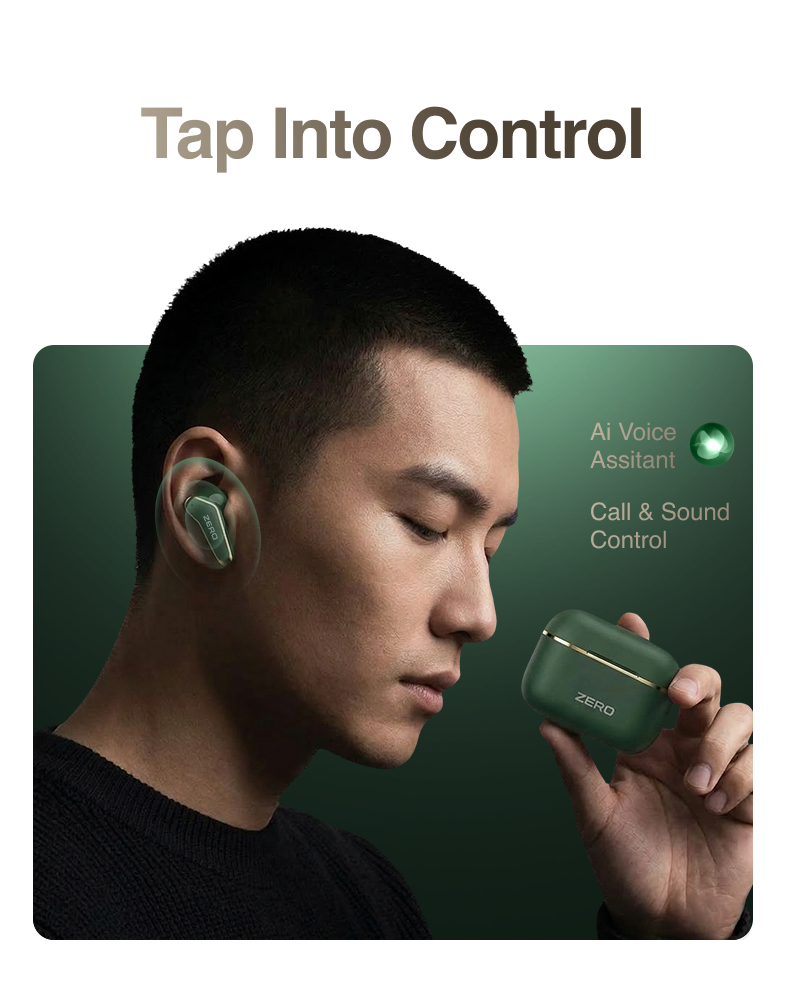 Tap Into Control
Ai Voice
Assitant
Call & Sound
Control
ZERO
ZERO